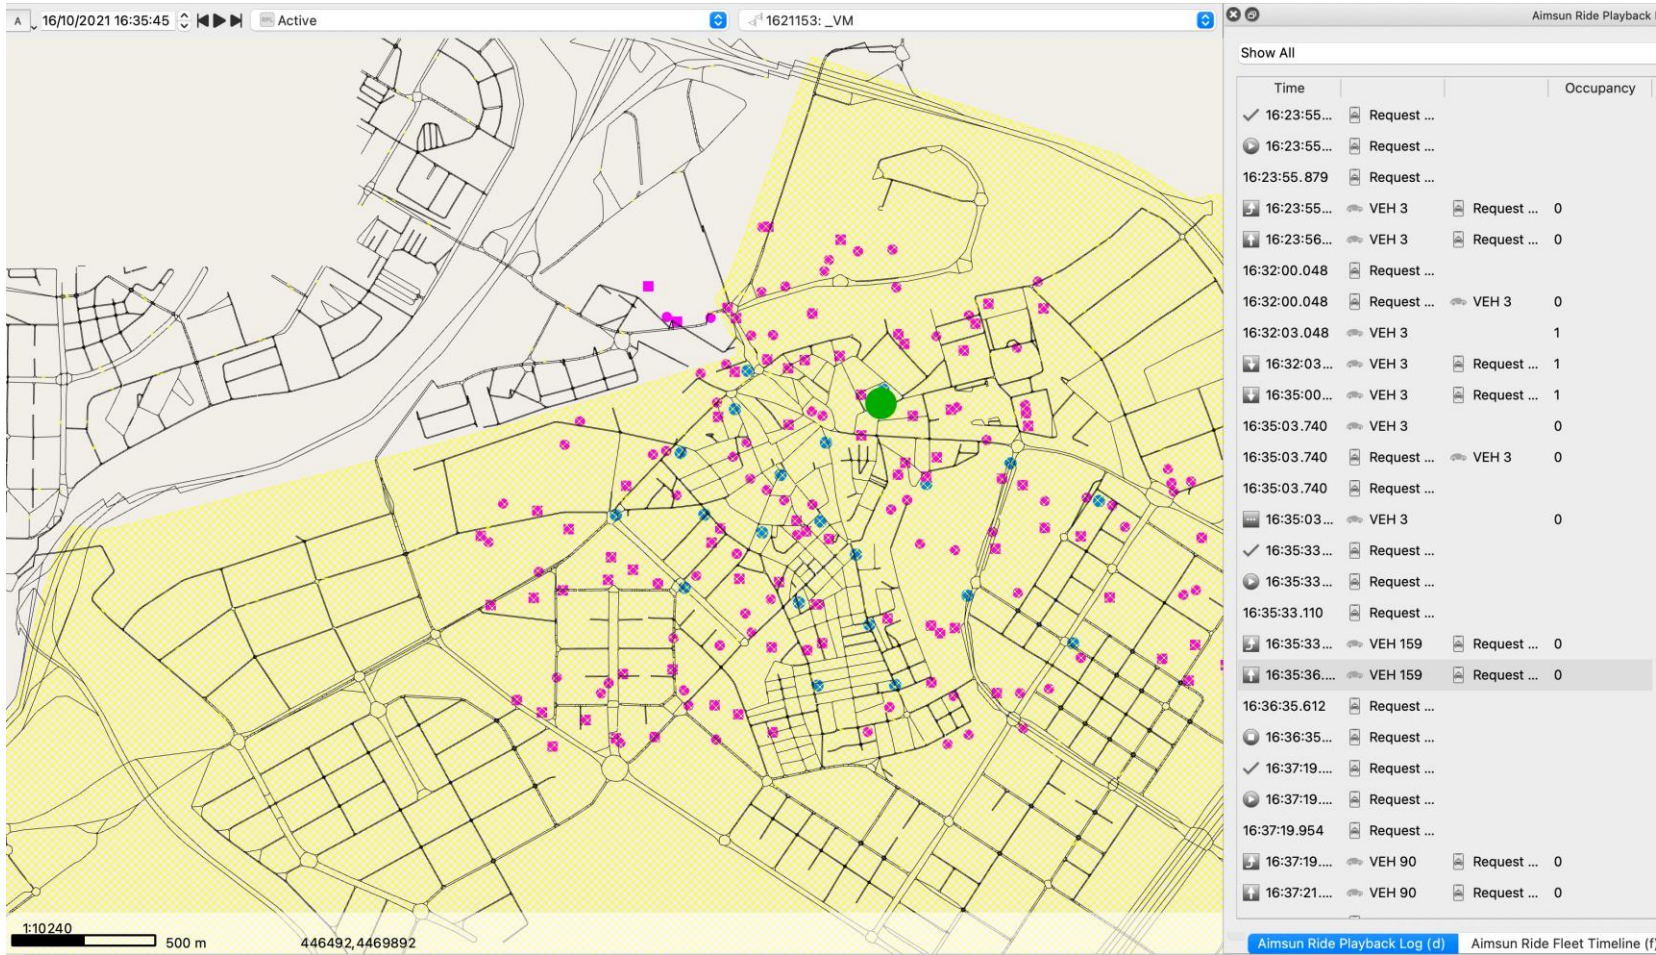 A 16/10/2021 16:35:45 RPL Active 1621153: _VM
Aimsun Ride Playback
Show All
Time Occupancy
16:23:55... Request ...
16:23:55... Request ...
16:23:55.879 Request ...
16:23:55... VEH 3 Request ... 0
16:23:56... VEH 3 Request ... 0
16:32:00.048 Request ...
16:32:00.048 Request ... VEH 3 0
16:32:03.048 VEH 3 1
16:32:03... VEH 3 Request ... 1
16:35:00... VEH 3 Request ... 1
16:35:03.740 VEH 3 0
16:35:03.740 Request ... VEH 3 0
16:35:03.740 Request ...
16:35:03... VEH 3 0
16:35:33... Request ...
16:35:33... Request ...
16:35:33.110 Request ...
16:35:33... VEH 159 Request ... 0
16:35:36... VEH 159 Request ... 0
16:36:35.612 Request ...
16:36:35... Request ...
16:37:19.... Request ...
16:37:19.... Request ...
16:37:19.954 Request ...
16:37:19.... VEH 90 Request ... 0
16:37:21.... VEH 90 Request ... 0
1:10240
500 m 446492,4469892
Aimsun Ride Playback Log (d) Aimsun Ride Fleet Timeline (f)